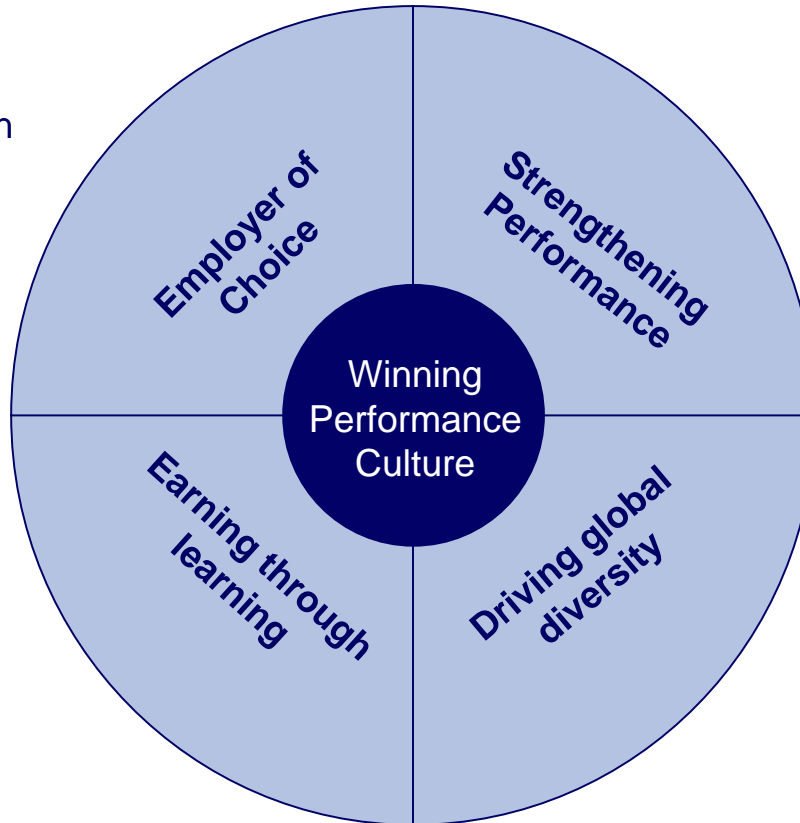 Employer of
Choice
Strengthening
Performance
Winning
Performance
Culture
Earning through
learning
Driving global
diversity